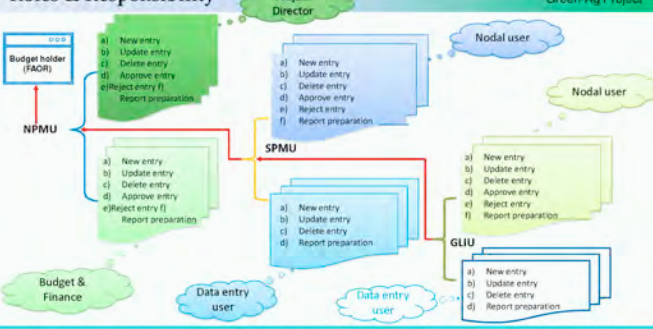 Roles & Responsibility
Green-Ag Project
Director
Budget holder
(FAOR)
NPMU
a) New entry
b) Update entry
c) Delete entry
d) Approve entry
e)Reject entry f)
Report preparation
a) New entry
b) Update entry
c) Delete entry
d) Approve entry
e)Reject entry f)
Report preparation
Budget &
Finance
Nodal user
a) New entry
b) Update entry
c) Delete entry
d) Approve entry
e) Reject entry
f) Report preparation
SPMU
a) New entry
b) Update entry
c) Delete entry
d) Report preparation
Data entry
user
Nodal user
a) New entry
b) Update entry
c) Delete entry
d) Approve entry
e) Reject entry
f) Report preparation
GLIU
a) New entry
b) Update entry
c) Delete entry
d) Report preparation
Data entry
user